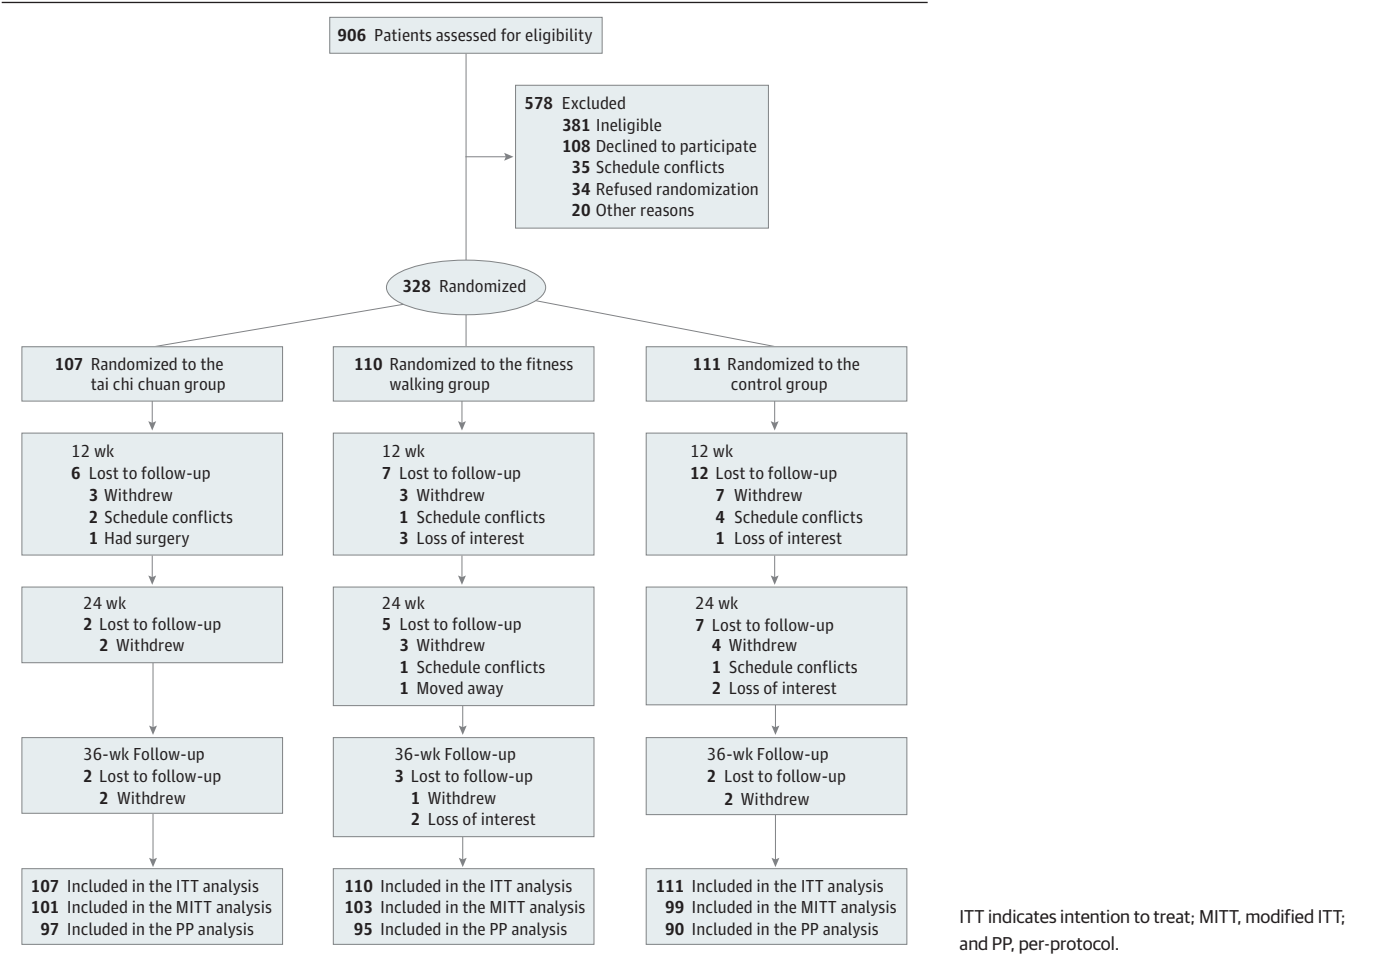 906 Patients assessed for eligibility
578 Excluded
381 Ineligible
108 Declined to participate
35 Schedule conflicts
34 Refused randomization
20 Other reasons
328 Randomized
107 Randomized to the
tai chi chuan group
110 Randomized to the fitness
walking group
111 Randomized to the
control group
12 wk
6 Lost to follow-up
3 Withdrew
2 Schedule conflicts
1 Had surgery
12 wk
7 Lost to follow-up
3 Withdrew
1 Schedule conflicts
3 Loss of interest
12 wk
12 Lost to follow-up
7 Withdrew
4 Schedule conflicts
1 Loss of interest
24 wk
2 Lost to follow-up
2 Withdrew
24 wk
5 Lost to follow-up
3 Withdrew
1 Schedule conflicts
1 Moved away
24 wk
7 Lost to follow-up
4 Withdrew
1 Schedule conflicts
2 Loss of interest
36-wk Follow-up
2 Lost to follow-up
2 Withdrew
36-wk Follow-up
3 Lost to follow-up
1 Withdrew
2 Loss of interest
36-wk Follow-up
2 Lost to follow-up
2 Withdrew
107 Included in the ITT analysis
101 Included in the MITT analysis
97 Included in the PP analysis
110 Included in the ITT analysis
103 Included in the MITT analysis
95 Included in the PP analysis
111 Included in the ITT analysis
99 Included in the MITT analysis
90 Included in the PP analysis
ITT indicates intention to treat; MITT, modified ITT;
and PP, per-protocol.